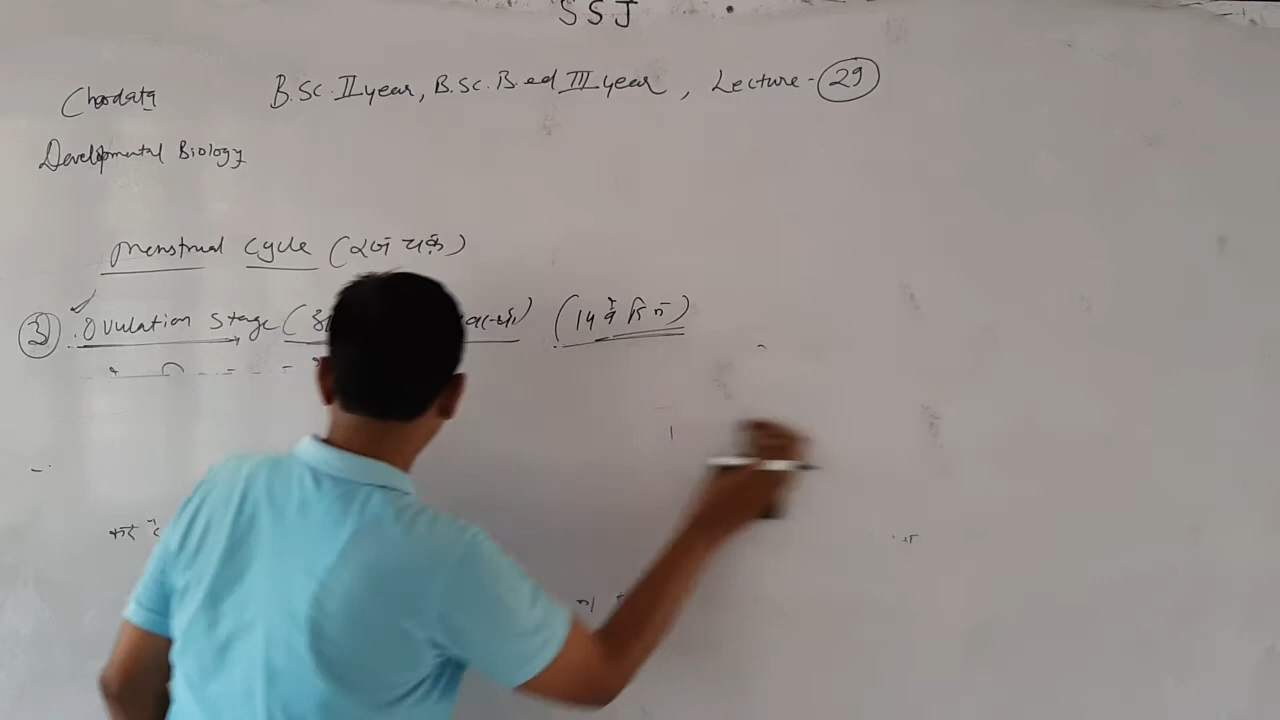 SSJ
Chordata B.Sc. II year, B.Sc. B.ed III year, Lecture - 29
Developmental Biology
Menstrual Cycle (रज चक्र)
3. Ovulation Stage ( ) (14 वें दिन)